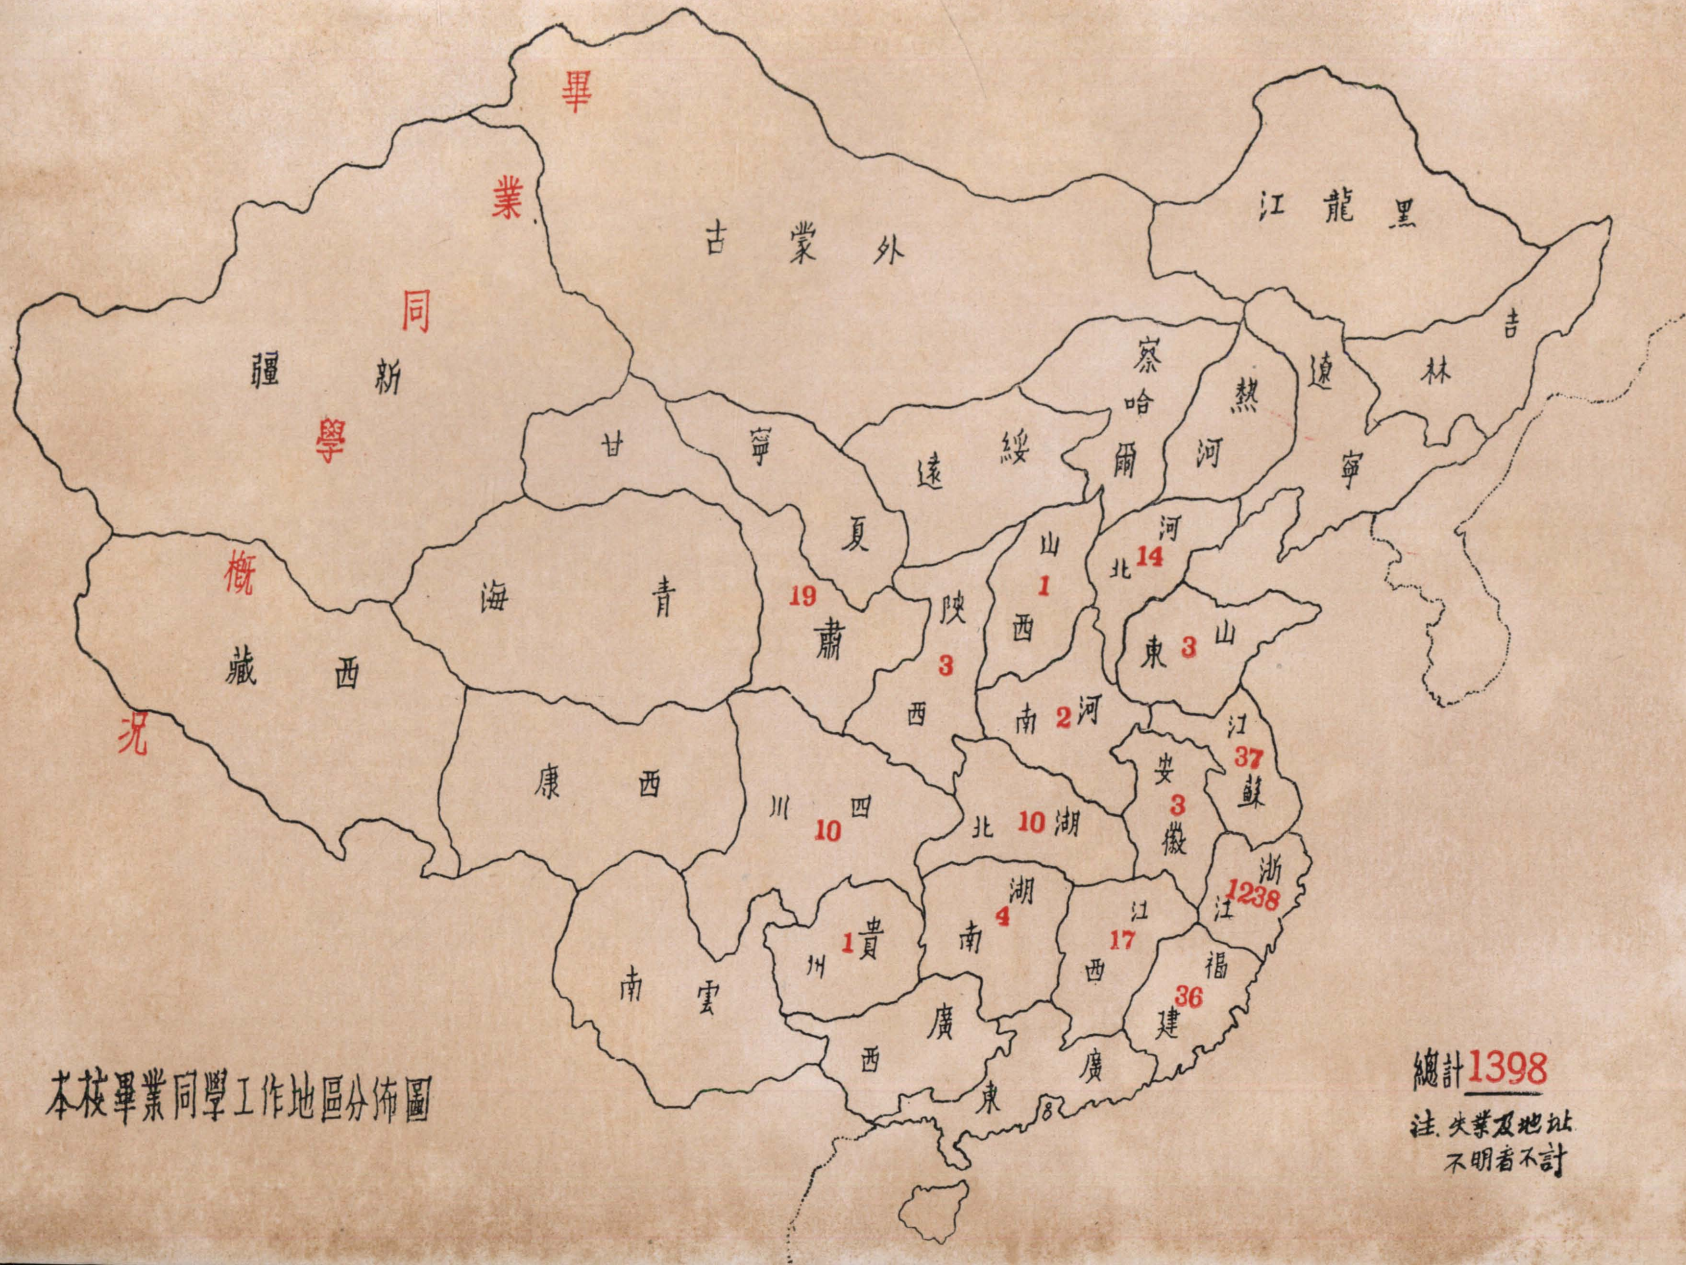 畢業同學概況
黑龍江
外蒙古
新疆
吉林
遼寧
熱河
察哈爾
綏遠
寧夏
甘肅
19
青海
西藏
西康
河北
14
山西
1
陝西
3
山東
3
河南
2
江蘇
37
安徽
3
湖北
10
四川
10
浙江
1238
湖南
4
江西
17
福建
36
貴州
1
雲南
廣西
廣東
本校畢業同學工作地區分佈圖
總計1398
注.失業及地址
不明者不計